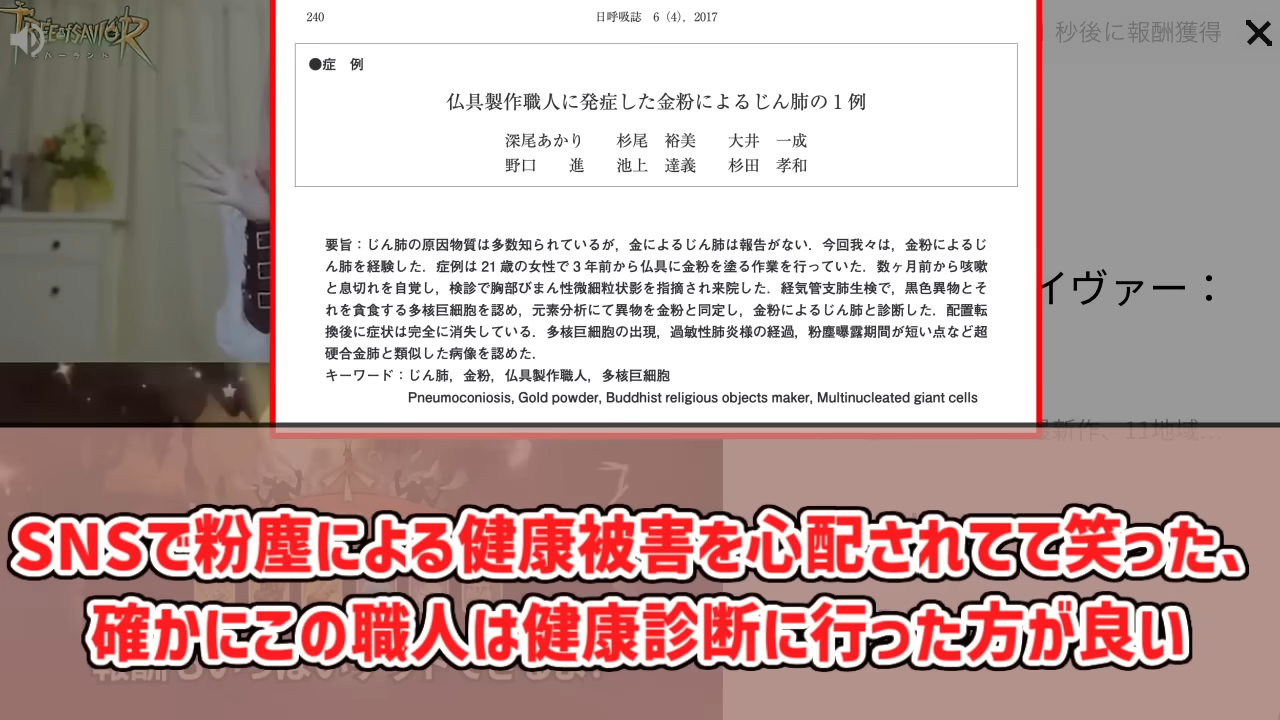 TREE OF SAVIOR
秒後に報酬獲得
240
日呼吸誌 6（4），2017
●症 例
仏具製作職人に発症した金粉によるじん肺の１例
深尾あかり 杉尾 裕美 大井 一成
野口 進 池上 達義 杉田 孝和
要旨：じん肺の原因物質は多数知られているが，金によるじん肺は報告がない．今回我々は，金粉によるじ
ん肺を経験した．症例は 21 歳の女性で 3 年前から仏具に金粉を塗る作業を行っていた．数ヶ月前から咳嗽
と息切れを自覚し，検診で胸部びまん性微細粒状影を指摘され来院した．経気管支肺生検で，黒色異物とそ
れを貪食する多核巨細胞を認め，元素分析にて異物を金粉と同定し，金粉によるじん肺と診断した．配置転
換後に症状は完全に消失している．多核巨細胞の出現，過敏性肺炎様の経過，粉塵曝露期間が短い点など超
硬合金肺と類似した病像を認めた．
キーワード：じん肺，金粉，仏具製作職人，多核巨細胞
Pneumoconiosis, Gold powder, Buddhist religious objects maker, Multinucleated giant cells
イヴァー：
最新作、11地域...
SNSで粉塵による健康被害を心配されてて笑った、
確かにこの職人は健康診断に行った方が良い